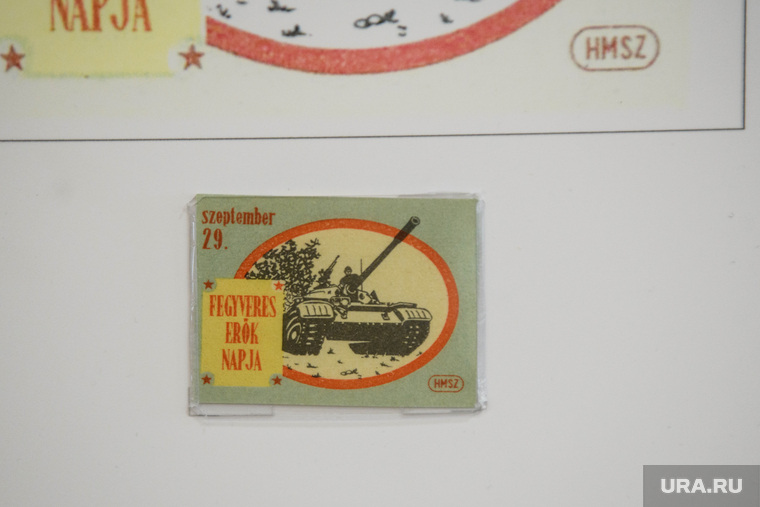 NAPJA
HMSZ
szeptember
29.
FEGYVERES
ERŐK
NAPJA
HMSZ
URA.RU